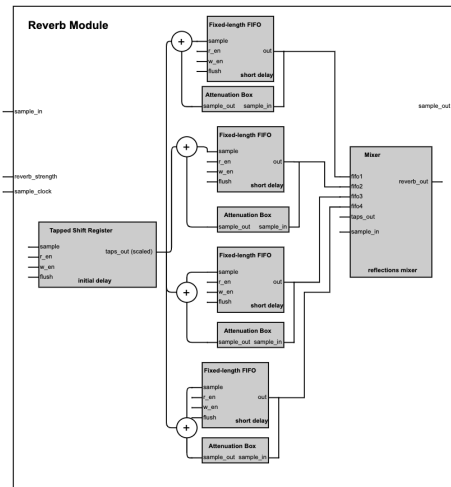 Reverb Module
sample_in
reverb_strength
sample_clock
sample_out
Tapped Shift Register
sample
r_en
w_en
flush
taps_out (scaled)
initial delay
+
Fixed-length FIFO
sample
r_en
w_en
flush
out
short delay
Attenuation Box
sample_out sample_in
+
Fixed-length FIFO
sample
r_en
w_en
flush
out
short delay
Attenuation Box
sample_out sample_in
+
Fixed-length FIFO
sample
r_en
w_en
flush
out
short delay
Attenuation Box
sample_out sample_in
+
Fixed-length FIFO
sample
r_en
w_en
flush
out
short delay
Attenuation Box
sample_out sample_in
Mixer
fifo1
fifo2
fifo3
fifo4
taps_out
sample_in
reverb_out
reflections mixer